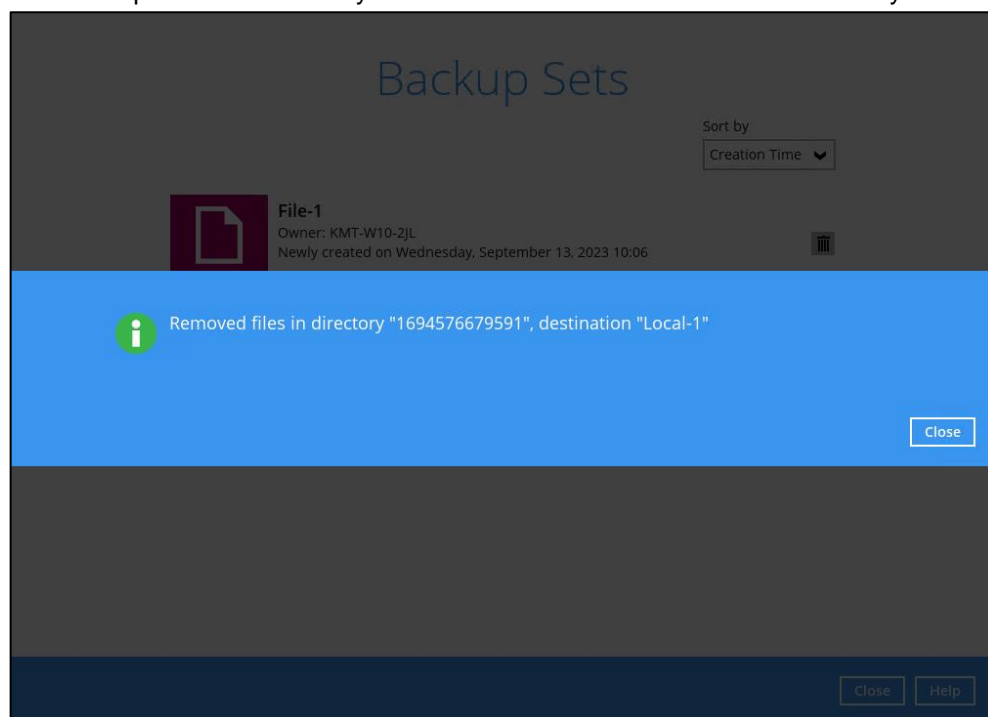 Backup Sets
Sort by
Creation Time
File-1
Owner: KMT-W10-2JL
Newly created on Wednesday, September 13, 2023 10:06
Removed files in directory "1694576679591", destination "Local-1"
Close
Close Help